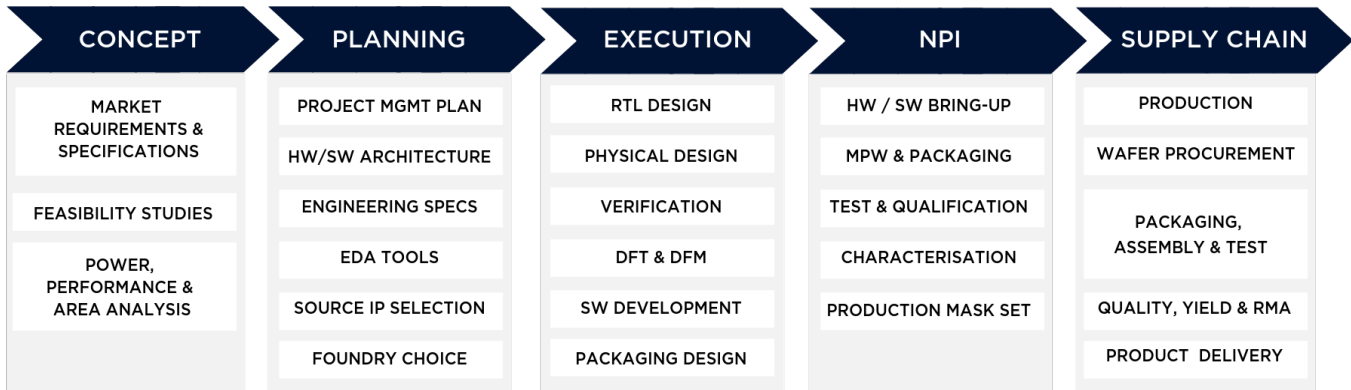 CONCEPT
MARKET
REQUIREMENTS &
SPECIFICATIONS
FEASIBILITY STUDIES
POWER,
PERFORMANCE &
AREA ANALYSIS
PLANNING
PROJECT MGMT PLAN
HW/SW ARCHITECTURE
ENGINEERING SPECS
EDA TOOLS
SOURCE IP SELECTION
FOUNDRY CHOICE
EXECUTION
RTL DESIGN
PHYSICAL DESIGN
VERIFICATION
DFT & DFM
SW DEVELOPMENT
PACKAGING DESIGN
NPI
HW / SW BRING-UP
MPW & PACKAGING
TEST & QUALIFICATION
CHARACTERISATION
PRODUCTION MASK SET
SUPPLY CHAIN
PRODUCTION
WAFER PROCUREMENT
PACKAGING,
ASSEMBLY & TEST
QUALITY, YIELD & RMA
PRODUCT DELIVERY